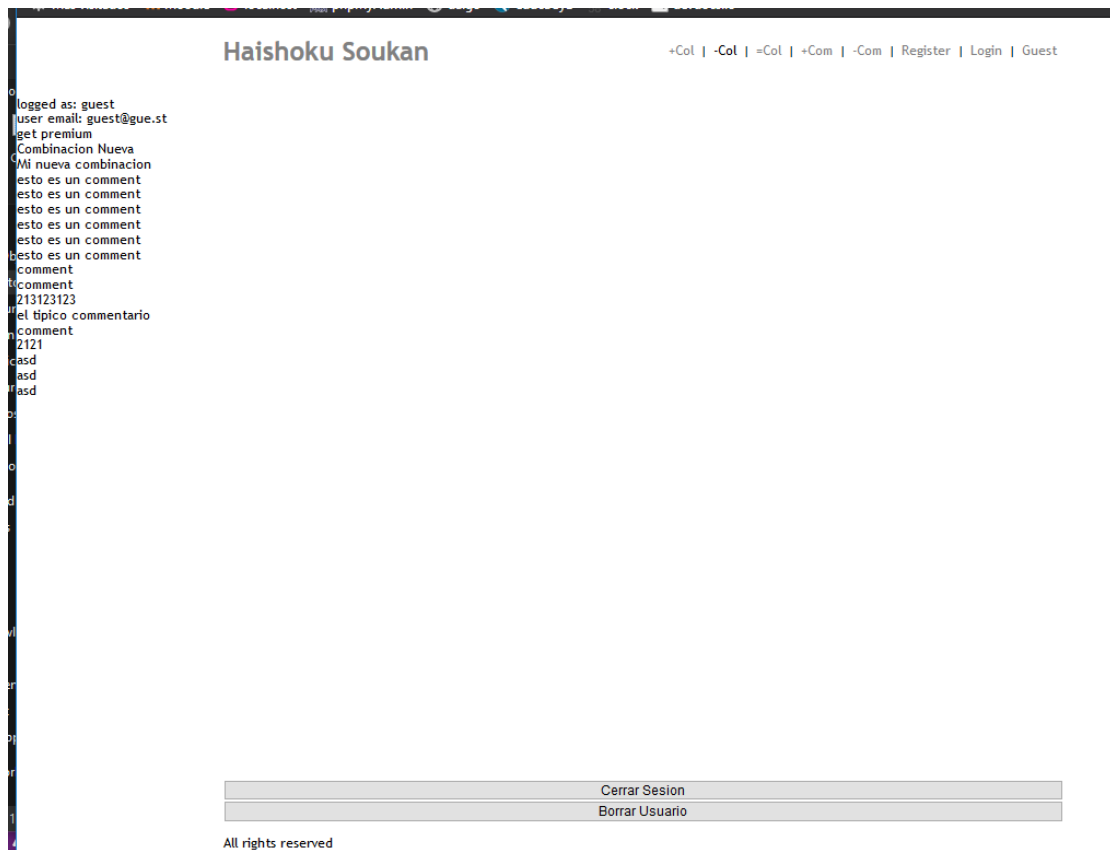 Haishoku Soukan
+Col | -Col | =Col | +Com | -Com | Register | Login | Guest
logged as: guest
user email: guest@gue.st
get premium
Combinacion Nueva
Mi nueva combinacion
esto es un comment
esto es un comment
esto es un comment
esto es un comment
esto es un comment
esto es un comment
comment
comment
213123123
el tipico commentario
comment
2121
asd
asd
asd
Cerrar Sesion
Borrar Usuario
All rights reserved